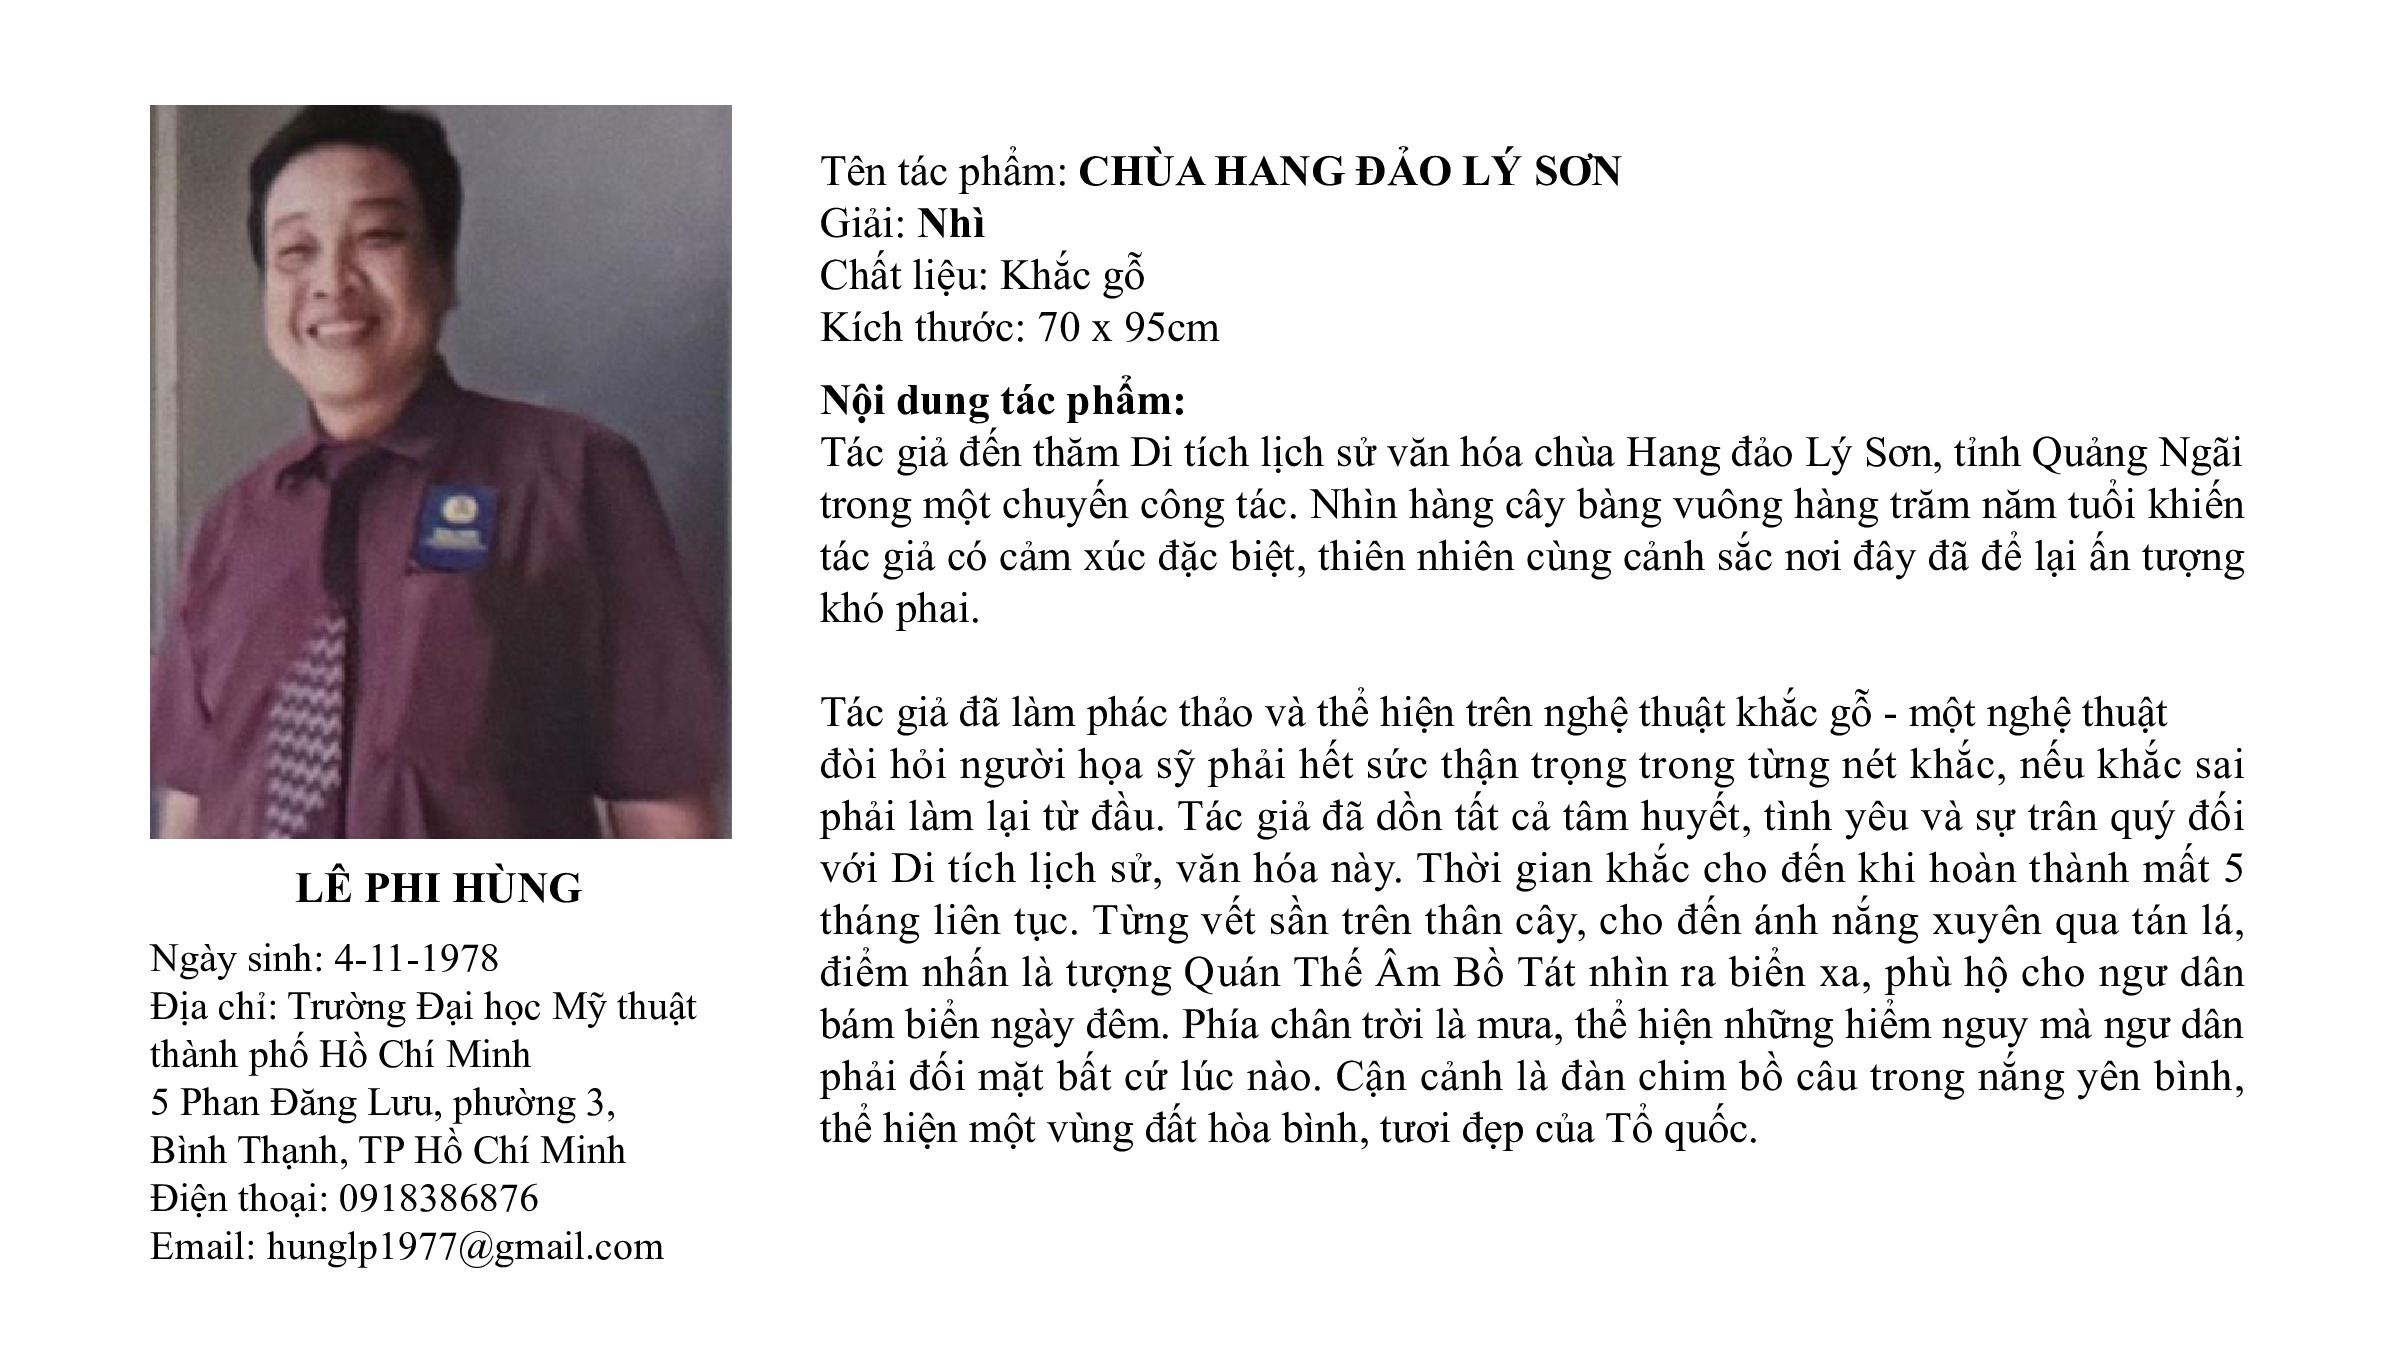 LÊ PHI HÙNG
Ngày sinh: 4-11-1978
Địa chỉ: Trường Đại học Mỹ thuật
thành phố Hồ Chí Minh
5 Phan Đăng Lưu, phường 3,
Bình Thạnh, TP Hồ Chí Minh
Điện thoại: 0918386876
Email: hunglp1977@gmail.com
Tên tác phẩm: CHÙA HANG ĐẢO LÝ SƠN
Giải: Nhì
Chất liệu: Khắc gỗ
Kích thước: 70 x 95cm
Nội dung tác phẩm:
Tác giả đến thăm Di tích lịch sử văn hóa chùa Hang đảo Lý Sơn, tỉnh Quảng Ngãi
trong một chuyến công tác. Nhìn hàng cây bàng vuông hàng trăm năm tuổi khiến
tác giả có cảm xúc đặc biệt, thiên nhiên cùng cảnh sắc nơi đây đã để lại ấn tượng
khó phai.
Tác giả đã làm phác thảo và thể hiện trên nghệ thuật khắc gỗ - một nghệ thuật
đòi hỏi người họa sỹ phải hết sức thận trọng trong từng nét khắc, nếu khắc sai
phải làm lại từ đầu. Tác giả đã dồn tất cả tâm huyết, tình yêu và sự trân quý đối
với Di tích lịch sử, văn hóa này. Thời gian khắc cho đến khi hoàn thành mất 5
tháng liên tục. Từng vết sần trên thân cây, cho đến ánh nắng xuyên qua tán lá,
điểm nhấn là tượng Quán Thế Âm Bồ Tát nhìn ra biển xa, phù hộ cho ngư dân
bám biển ngày đêm. Phía chân trời là mưa, thể hiện những hiểm nguy mà ngư dân
phải đối mặt bất cứ lúc nào. Cận cảnh là đàn chim bồ câu trong nắng yên bình,
thể hiện một vùng đất hòa bình, tươi đẹp của Tổ quốc.